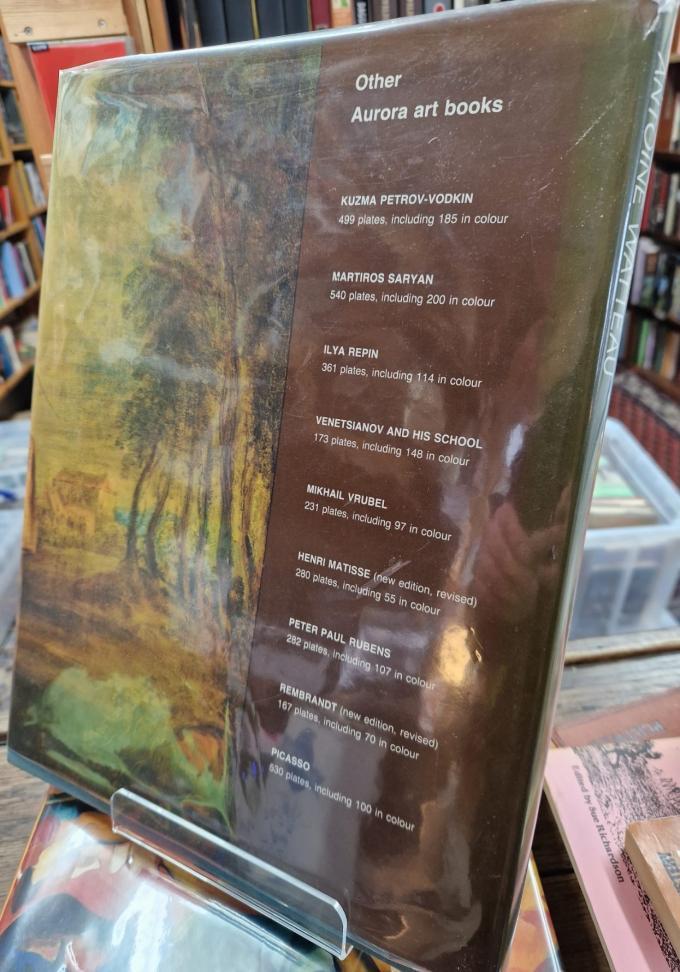 Other
Aurora art books
KUZMA PETROV-VODKIN
499 plates, including 185 in colour
MARTIROS SARYAN
540 plates, including 200 in colour
ILYA REPIN
361 plates, including 114 in colour
VENETSIANOV AND HIS SCHOOL
173 plates, including 148 in colour
MIKHAIL VRUBEL
231 plates, including 97 in colour
HENRI MATISSE (new edition, revised)
280 plates, including 55 in colour
PETER PAUL RUBENS
282 plates, including 107 in colour
REMBRANDT (new edition, revised)
167 plates, including 70 in colour
PICASSO
530 plates, including 100 in colour
ANTOINE WATTEAU
Edited by Sue Richardson